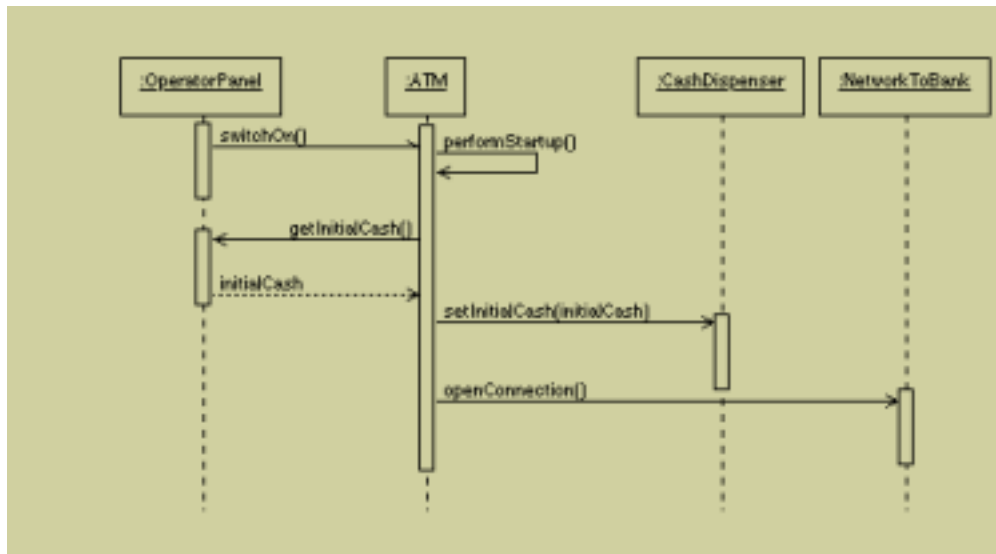 :OperatorPanel
:ATM
:CashDispenser
:NetworkToBank
switchOn()
performStartup()
getInitialCash()
initialCash
setInitialCash(initialCash)
openConnection()